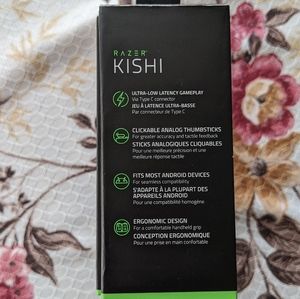 RAZER
KISHI
ULTRA-LOW LATENCY GAMEPLAY
Via Type C connector
JEU À LATENCE ULTRA-BASSE
Par connecteur de Type C
CLICKABLE ANALOG THUMBSTICKS
For greater accuracy and tactile feedback
STICKS ANALOGIQUES CLIQUABLES
Pour une meilleure précision et une
meilleure réponse tactile
FITS MOST ANDROID DEVICES
For seamless compatibility
S'ADAPTE À LA PLUPART DES
APPAREILS ANDROID
Pour une compatibilité homogène
ERGONOMIC DESIGN
For a comfortable handheld grip
CONCEPTION ERGONOMIQUE
Pour une prise en main confortable